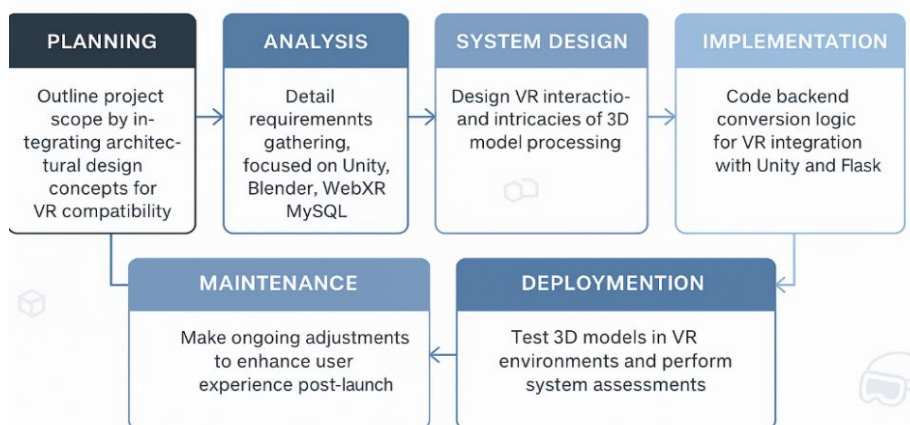 PLANNING
Outline project
scope by in-
tegrating architec-
tural design
concepts for
VR compatibility
ANALYSIS
Detail
requiremennts
gathering,
focused on Unity,
Blender, WebXR
MySQL
SYSTEM DESIGN
Design VR interactio-
and intricacies of 3D
model processing
IMPLEMENTATION
Code backend
conversion logic
for VR integration
with Unity and Flask
MAINTENANCE
Make ongoing adjustments
to enhance user
experience post-launch
DEPLOYMENTION
Test 3D models in VR
environments and perform
system assessments